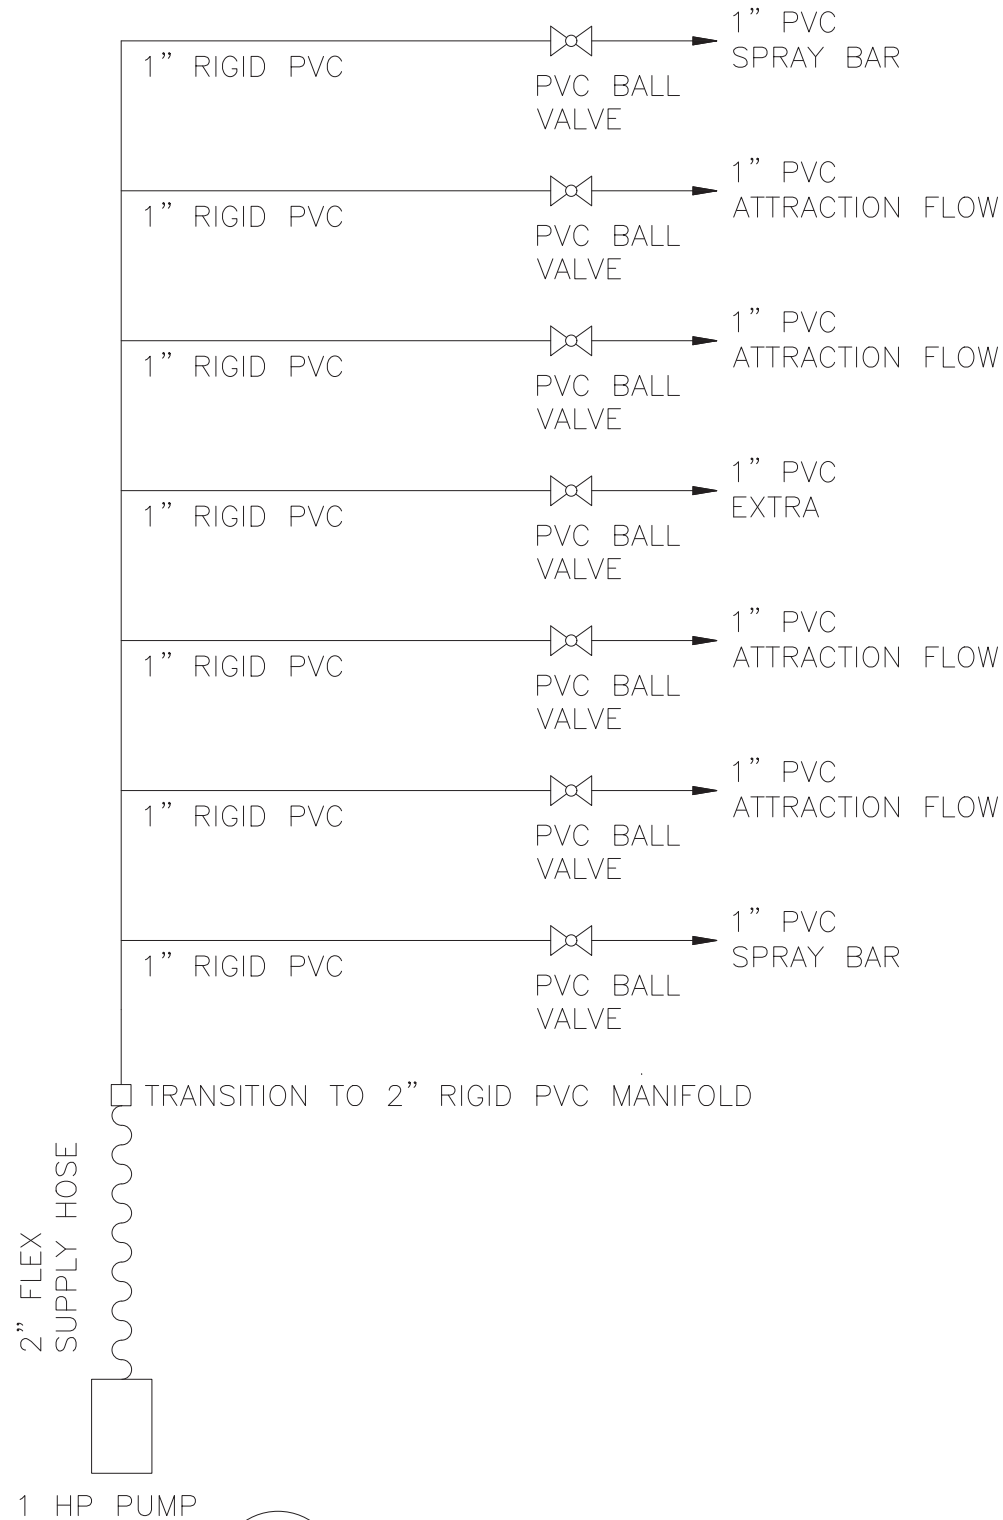 1” PVC
SPRAY BAR
1” RIGID PVC
PVC BALL
VALVE
1” PVC
ATTRACTION FLOW
1” RIGID PVC
PVC BALL
VALVE
1” PVC
ATTRACTION FLOW
1” RIGID PVC
PVC BALL
VALVE
1” PVC
EXTRA
1” RIGID PVC
PVC BALL
VALVE
1” PVC
ATTRACTION FLOW
1” RIGID PVC
PVC BALL
VALVE
1” PVC
ATTRACTION FLOW
1” RIGID PVC
PVC BALL
VALVE
1” PVC
SPRAY BAR
1” RIGID PVC
PVC BALL
VALVE
TRANSITION TO 2” RIGID PVC MANIFOLD
2” FLEX
SUPPLY HOSE
1 HP PUMP